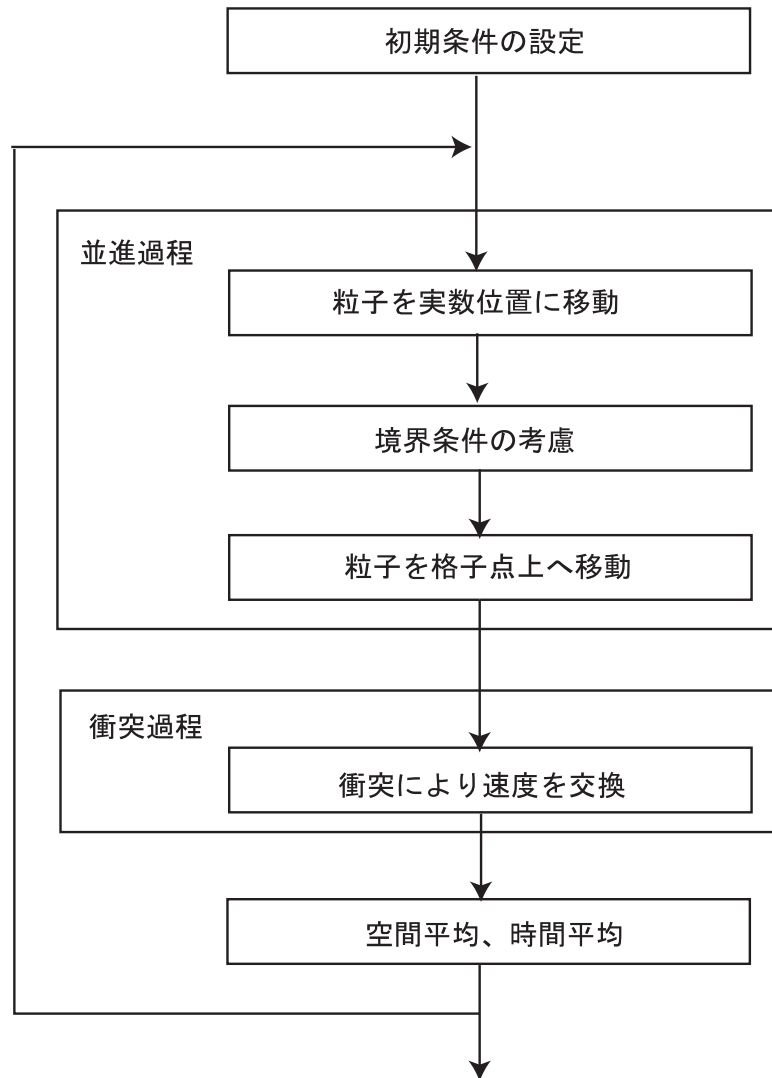 初期条件の設定
並進過程
粒子を実数位置に移動
境界条件の考慮
粒子を格子点上へ移動
衝突過程
衝突により速度を交換
空間平均、時間平均